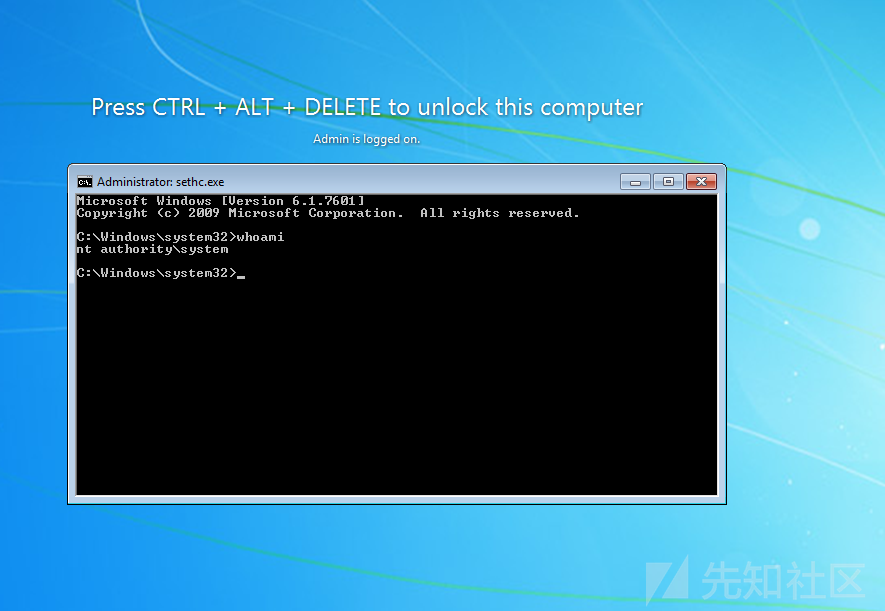 Press CTRL + ALT + DELETE to unlock this computer
Admin is logged on.
Administrator: sethc.exe
Microsoft Windows [Version 6.1.7601]
Copyright (c) 2009 Microsoft Corporation.  All rights reserved.
C:\Windows\system32>whoami
nt authority\system
C:\Windows\system32>_
先知社区